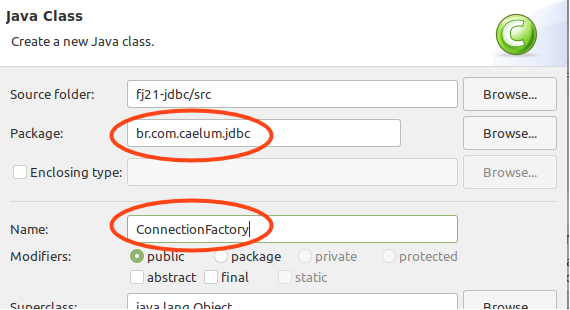 Java Class
Create a new Java class.
C
Source folder: fj21-jdbc/src Browse...
Package: br.com.caelum.jdbc Browse...
Enclosing type: Browse...
Name: ConnectionFactory
Modifiers: public package private protected
abstract final static
Superclass: java.lang.Object Browse...